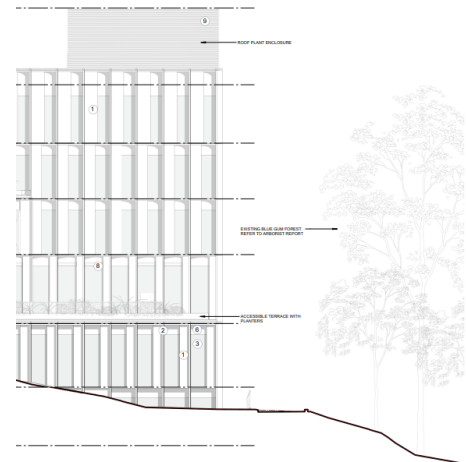 9
ROOF PLANT ENCLOSURE
1
EXISTING BLUE GUM FOREST.
REFER TO ARBORIST REPORT
8
ACCESSIBLE TERRACE WITH
PLANTERS
2
6
3
1